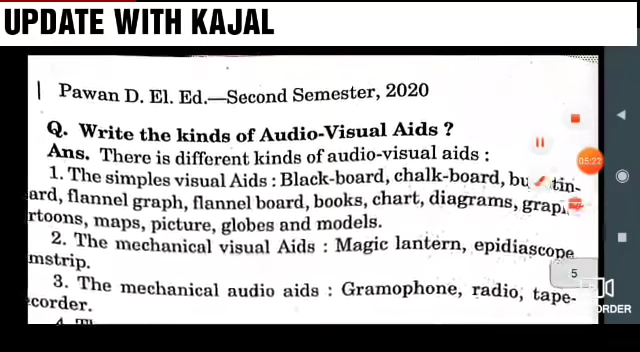 UPDATE WITH KAJAL
| Pawan D. El. Ed.—Second Semester, 2020
Q. Write the kinds of Audio-Visual Aids ?
Ans. There is different kinds of audio-visual aids :
1. The simples visual Aids : Black-board, chalk-board, bu tin-
ard, flannel graph, flannel board, books, chart, diagrams, grap
rtoons, maps, picture, globes and models.
2. The mechanical visual Aids : Magic lantern, epidiascope
mstrip.
3. The mechanical audio aids : Gramophone, radio, tape-
ecorder.
05:22
5
ORDER